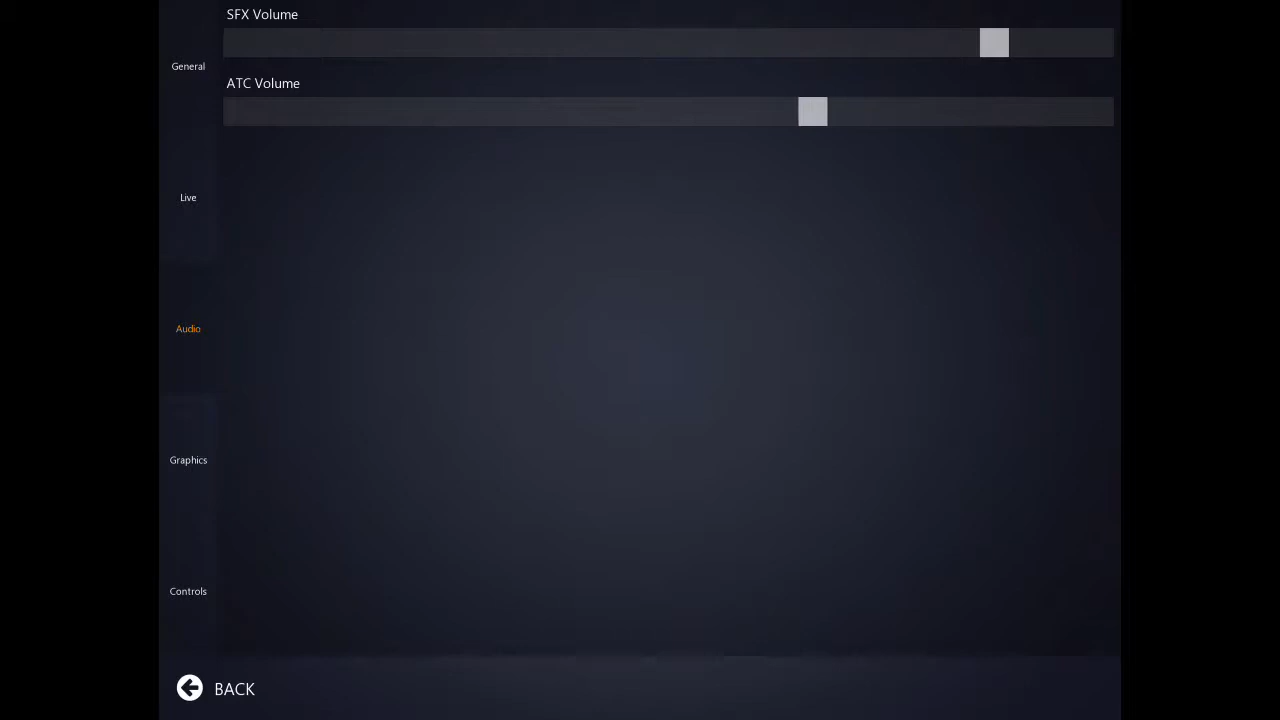 SFX Volume
General
ATC Volume
Live
Audio
Graphics
Controls
BACK